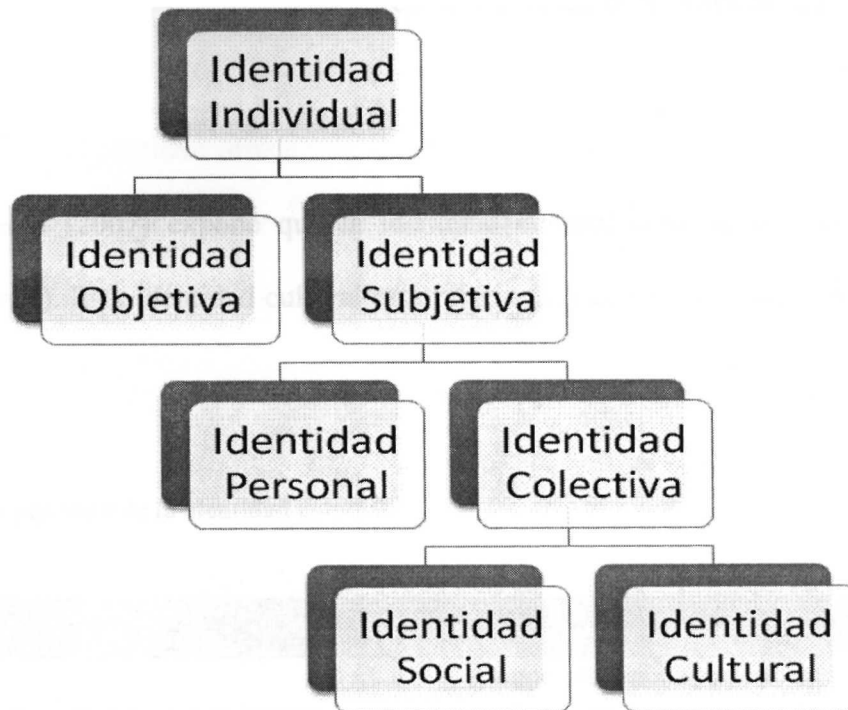 Identidad
Individual
Identidad
Objetiva
Identidad
Subjetiva
Identidad
Personal
Identidad
Colectiva
Identidad
Social
Identidad
Cultural